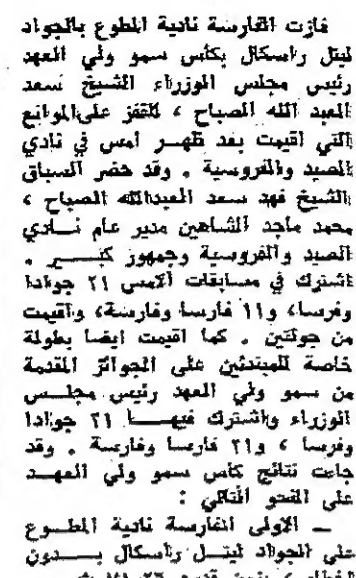 فازت الفارسة نادية المطوع بالجواد
ليتل راسكال بكأس سمو ولي العهد
رئيس مجلس الوزراء الشيخ سعد
العبد الله الصباح ، للقفز على الموانع
التي اقيمت بعد ظهر امس في نادي
الصيد والفروسية . وقد حضر السباق
الشيخ فهد سعد العبدالله الصباح ،
محمد ماجد الشاهين مدير عام نادي
الصيد والفروسية وجمهور كبير .
اشترك في مسابقات الامس ٢١ جوادا
وفرسا، و١١ فارسا وفارسة، واقيمت
من جولتين . كما اقيمت ايضا بطولة
خاصة للمبتدئين على الجوائز المقدمة
من سمو ولي العهد رئيس مجلس
الوزراء واشترك فيها ٢١ جوادا
وفرسا ، و٢١ فارسا وفارسة . وقد
جاءت نتائج كأس سمو ولي العهد
على النحو التالي :
ـ الاولى الفارسة نادية المطوع
على الجواد ليتل راسكال بدون